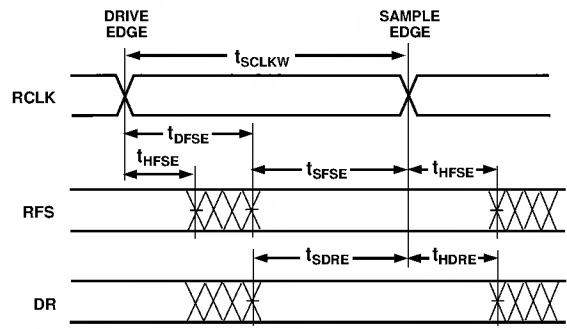 DRIVE EDGE
SAMPLE EDGE
tSCLKW
RCLK
tDFSE
tHFSE
tSFSE
tHFSE
RFS
tSDRE
tHDRE
DR